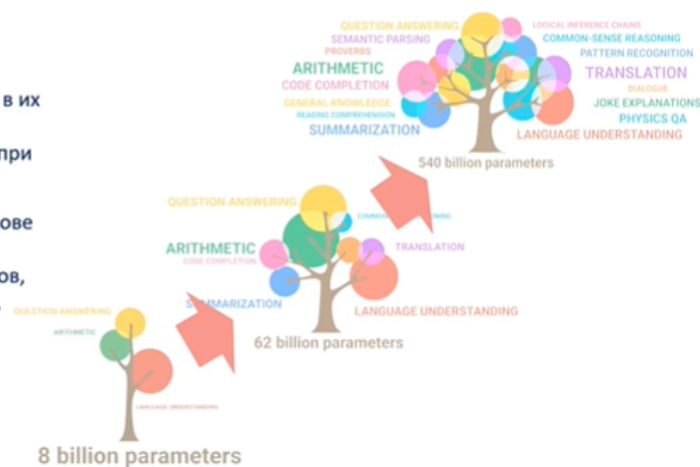 в их
при
ове
ов,
QUESTION ANSWERING
ARITHMETIC
LANGUAGE UNDERSTANDING
8 billion parameters
QUESTION ANSWERING
ARITHMETIC
CODE COMPLETION
TRANSLATION
LANGUAGE UNDERSTANDING
62 billion parameters
QUESTION ANSWERING
LOGICAL INFERENCE CHAINS
SEMANTIC PARSING
COMMON-SENSE REASONING
PROVERBS
PATTERN RECOGNITION
ARITHMETIC
TRANSLATION
CODE COMPLETION
DIALOGUE
GENERAL KNOWLEDGE
JOKE EXPLANATIONS
READING COMPREHENSION
PHYSICS QA
SUMMARIZATION
LANGUAGE UNDERSTANDING
540 billion parameters